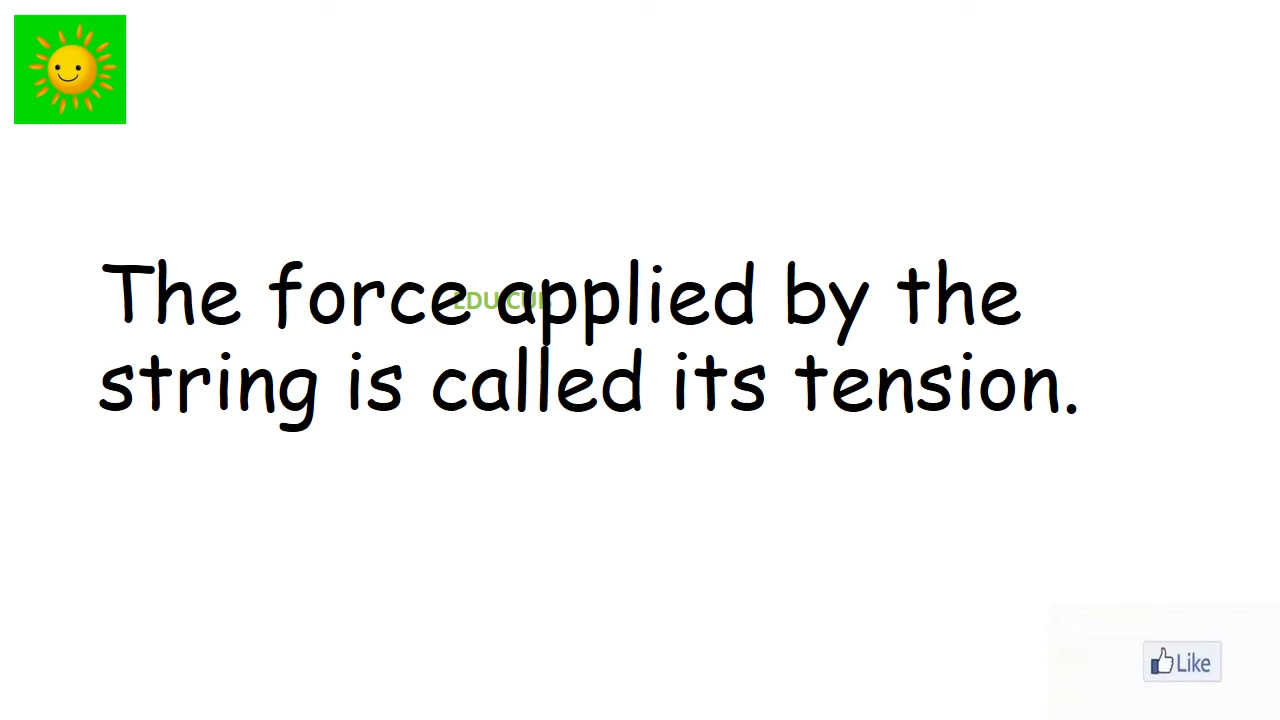 The force applied by the
string is called its tension.
Like